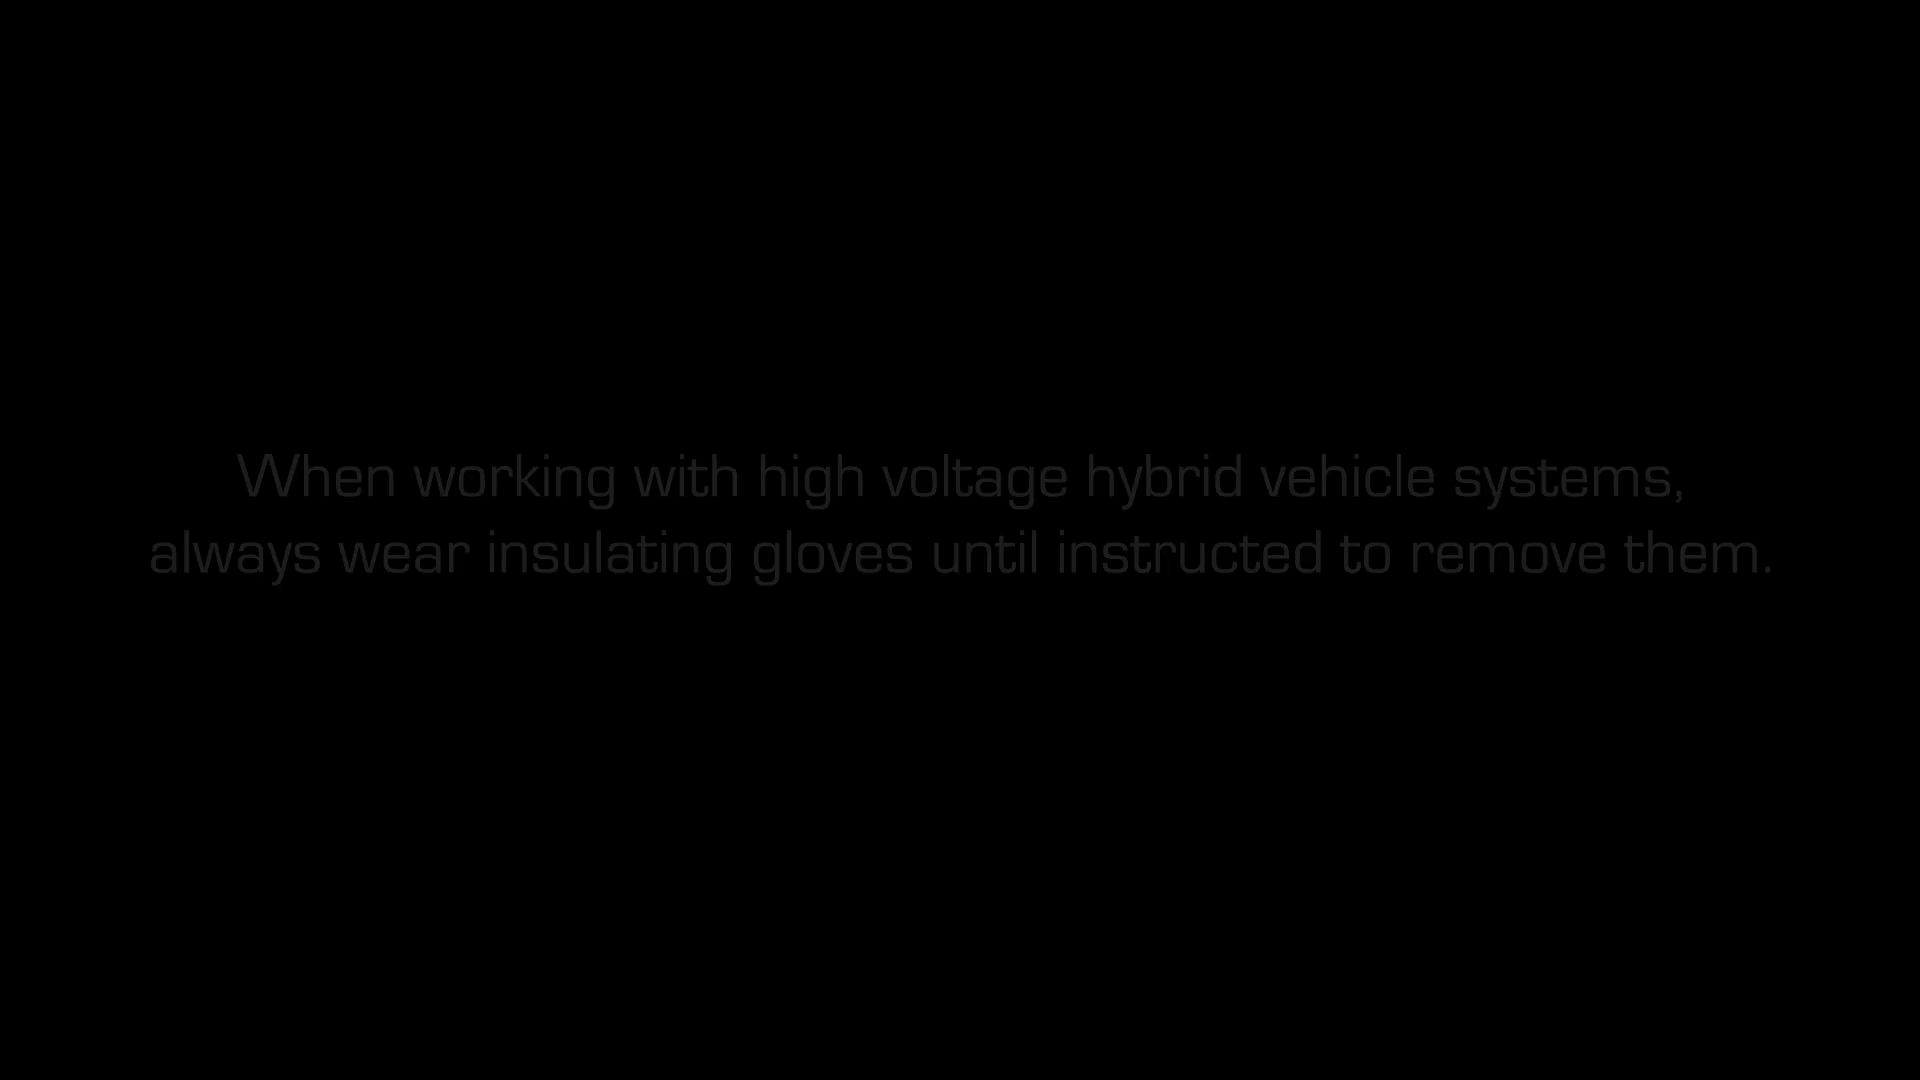 When working with high voltage hybrid vehicle systems,
always wear insulating gloves until instructed to remove them.